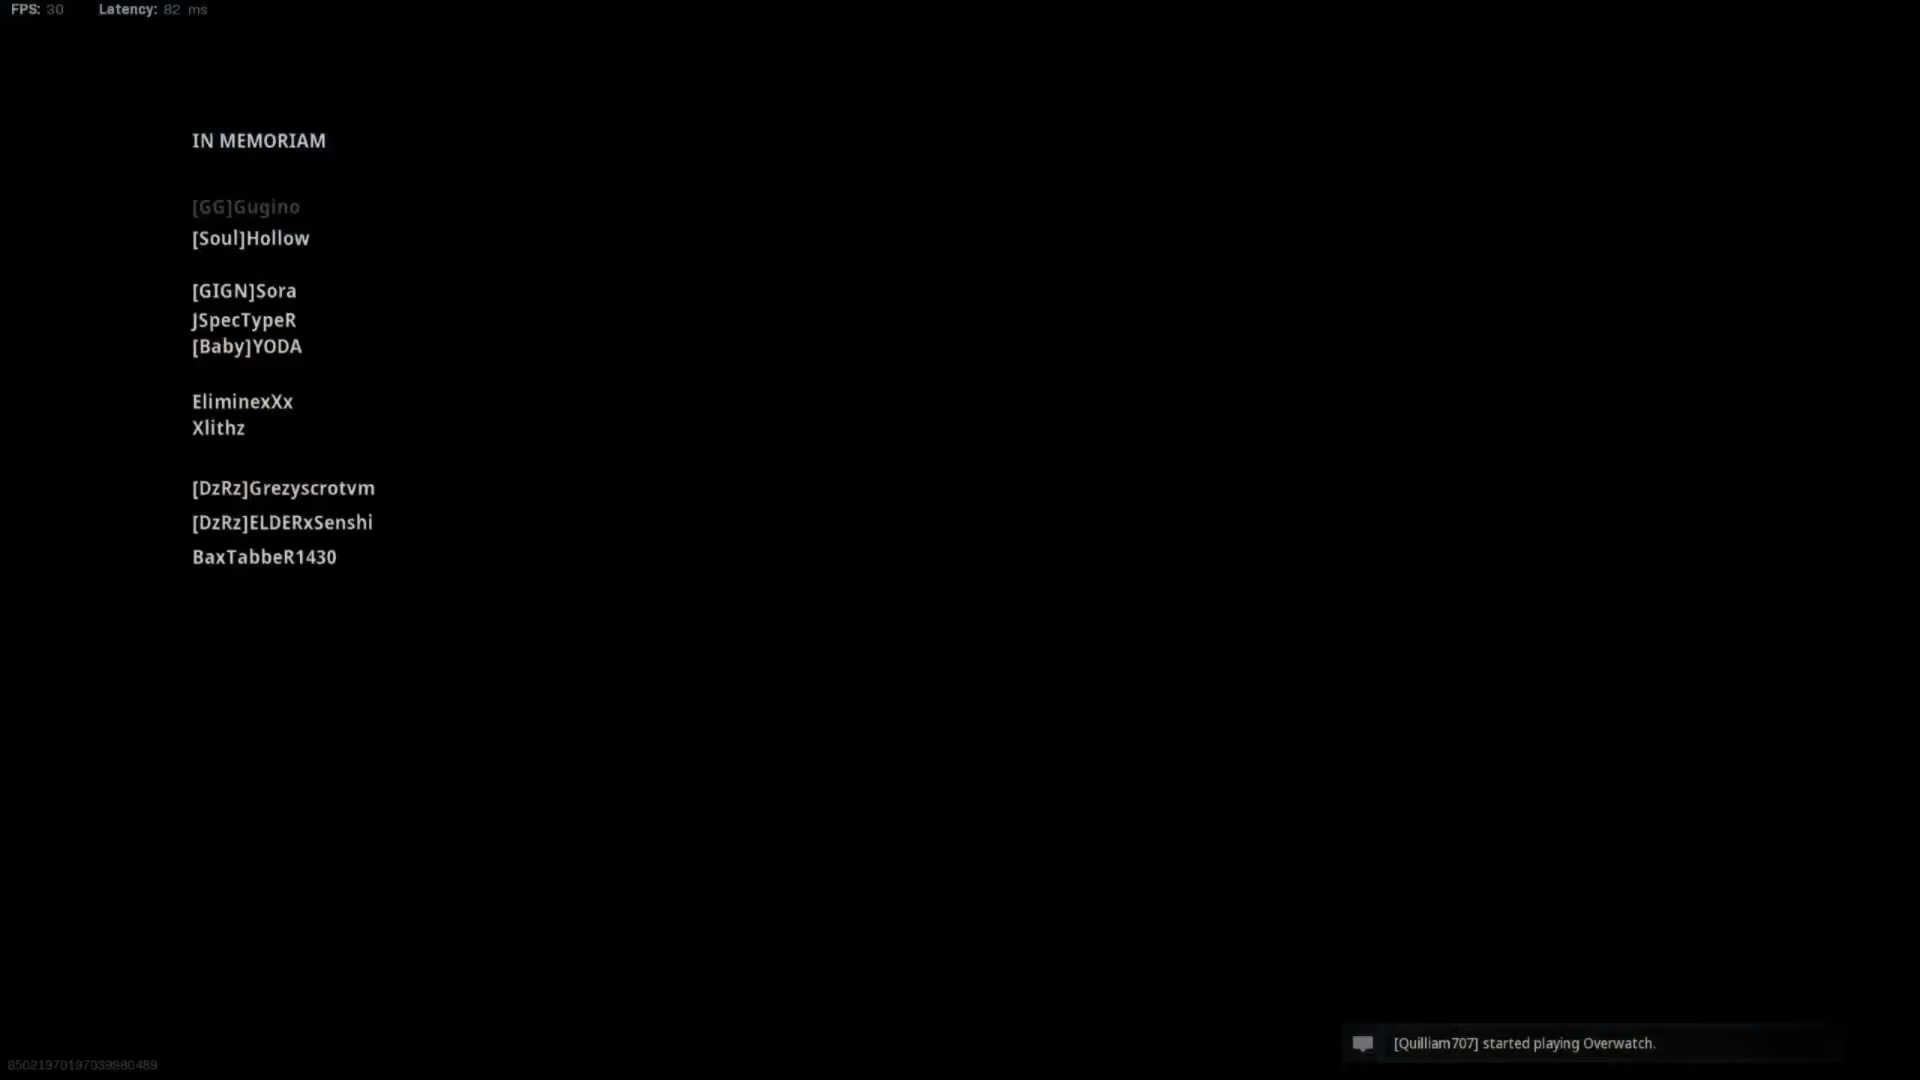 FPS: 30 Latency: 82 ms
IN MEMORIAM
[GG]Gugino
[Soul]Hollow
[GIGN]Sora
JSpecTypeR
[Baby]YODA
EliminexXx
Xlithz
[DzRz]Grezyscrotvm
[DzRz]ELDERxSenshi
BaxTabbeR1430
[Quilliam707] started playing Overwatch.
85021970197039980489